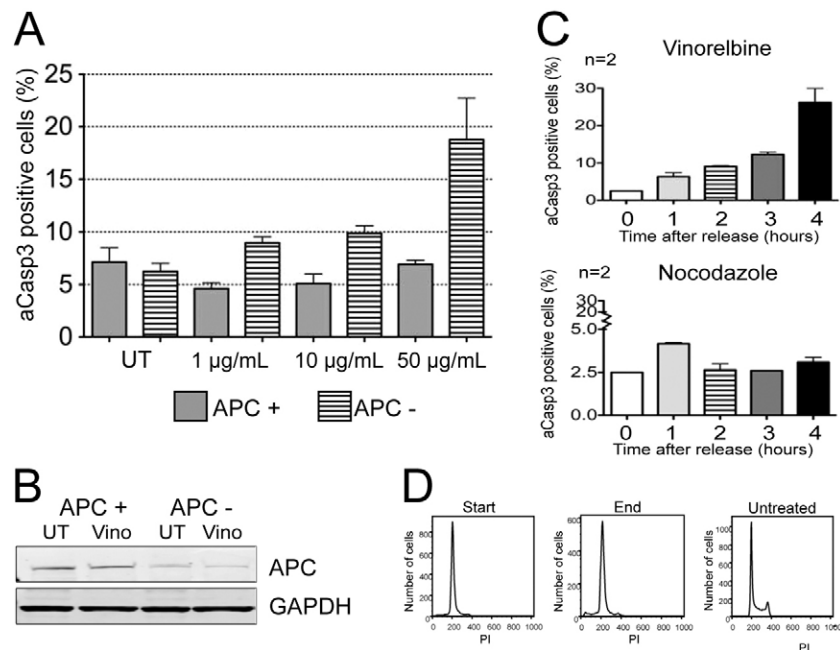 A
aCasp3 positive cells (%)
25
20
15
10
5
0
UT 1 µg/mL 10 µg/mL 50 µg/mL
APC + APC -
B
APC + APC -
UT Vino UT Vino
APC
GAPDH
C
n=2 Vinorelbine
aCasp3 positive cells (%)
30
20
10
0
0 1 2 3 4
Time after release (hours)
n=2 Nocodazole
aCasp3 positive cells (%)
30
20
5.0
2.5
0.0
0 1 2 3 4
Time after release (hours)
D
Start
Number of cells
800
600
400
200
0
0 200 400 600 800 1000
PI
End
Number of cells
600
400
200
0
0 200 400 600 800 1000
PI
Untreated
Number of cells
1000
800
600
400
200
0
0 200 400 600 800 1000
PI